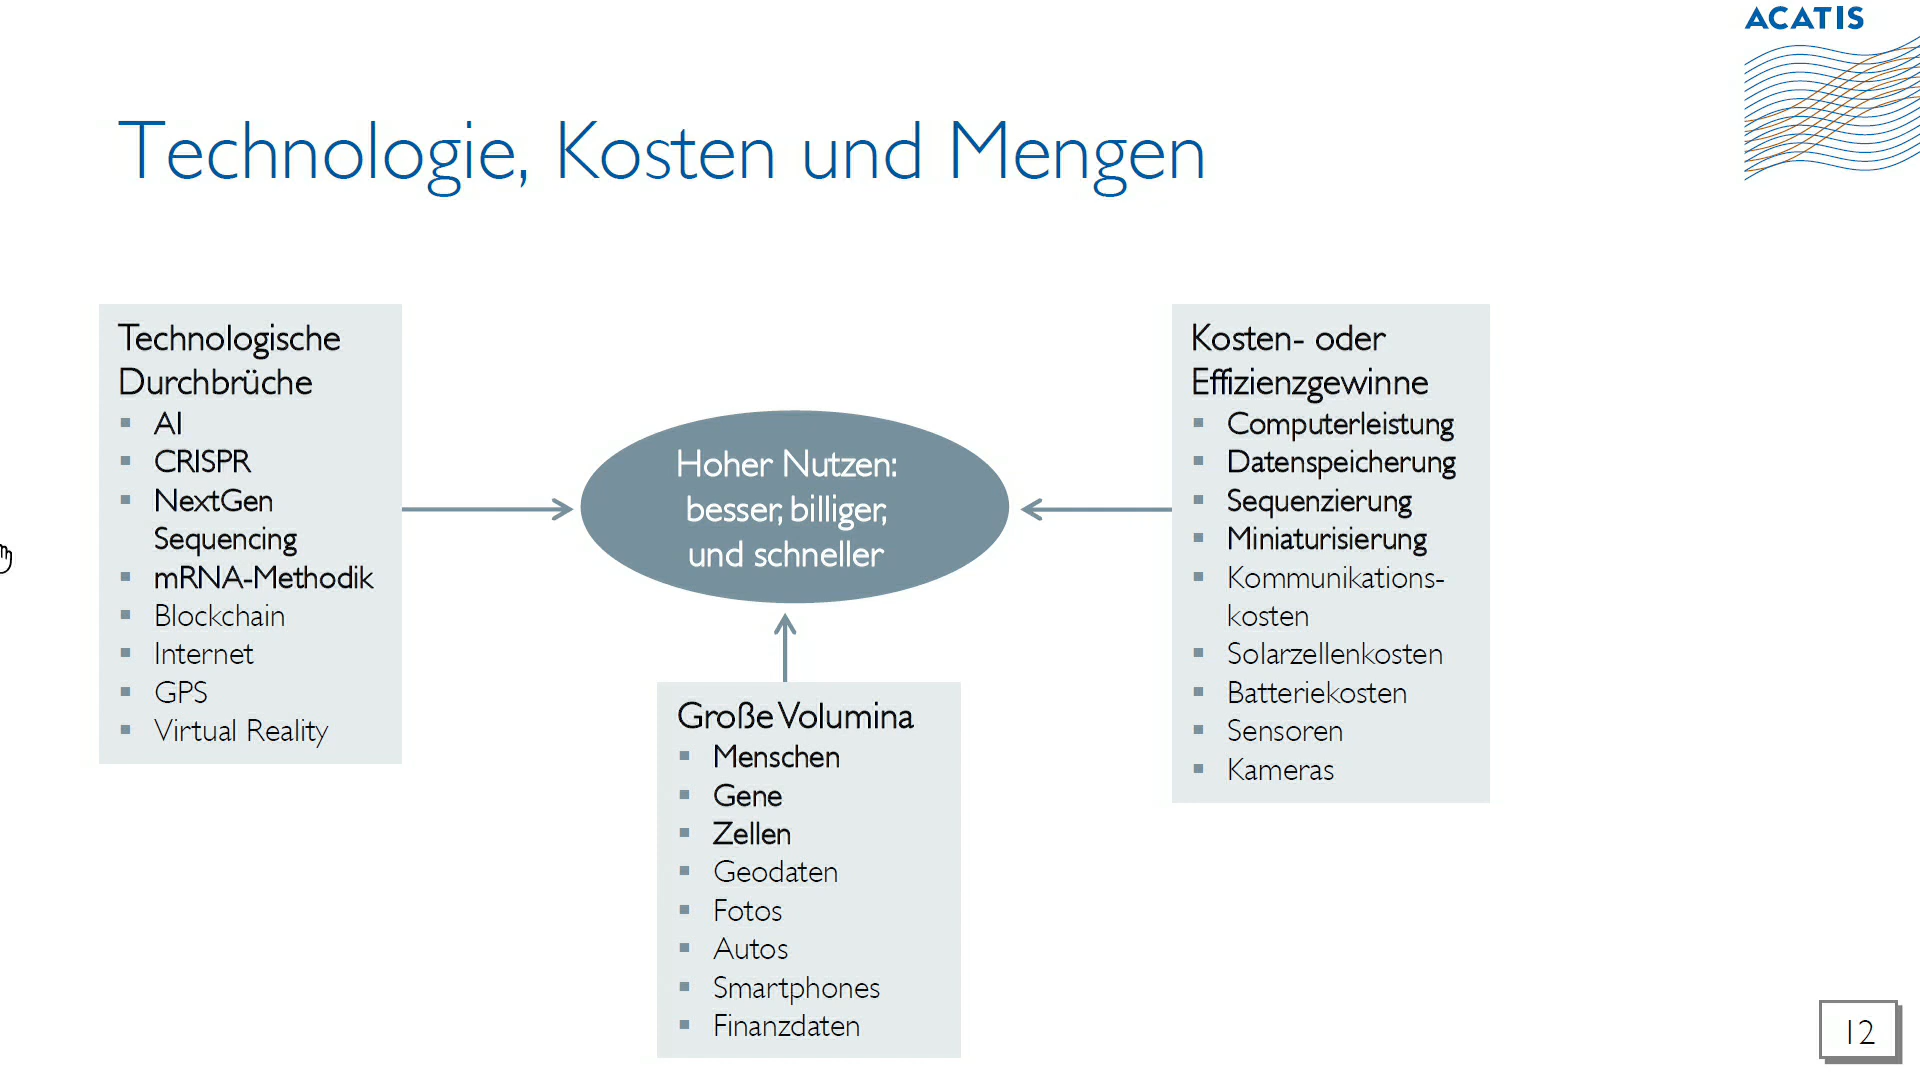 ACATIS
Technologie, Kosten und Mengen
Technologische
Durchbrüche
AI
CRISPR
NextGen
Sequencing
mRNA-Methodik
Blockchain
Internet
GPS
Virtual Reality
Hoher Nutzen:
besser, billiger,
und schneller
Große Volumina
Menschen
Gene
Zellen
Geodaten
Fotos
Autos
Smartphones
Finanzdaten
Kosten- oder
Effizienzgewinne
Computerleistung
Datenspeicherung
Sequenzierung
Miniaturisierung
Kommunikations-
kosten
Solarzellenkosten
Batteriekosten
Sensoren
Kameras
12